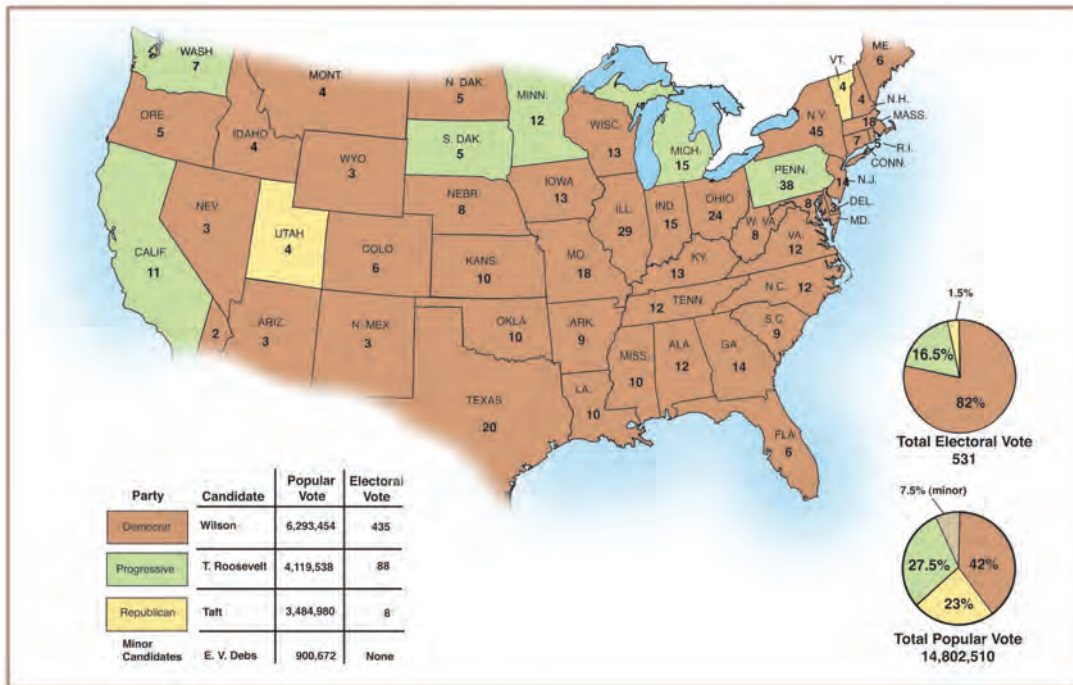 WASH
7
ORE
5
CALIF.
11
NEV.
3
2
IDAHO
4
MONT.
4
WYO.
3
UTAH
4
COLO.
6
ARIZ.
3
N. MEX
3
N. DAK.
5
S. DAK.
5
NEBR.
8
KANS.
10
OKLA
10
TEXAS
20
MINN.
12
IOWA
13
MO.
18
ARK.
9
LA.
10
WISC.
13
ILL.
29
MICH.
15
IND.
15
OHIO
24
KY.
13
12 TENN
MISS.
10
ALA
12
GA.
14
FLA
6
S.C.
9
N.C. 12
VA.
12
W. VA
8
PENN.
38
N.Y.
45
VT.
4
4
N.H.
ME.
6
18
MASS.
5
R.I.
7
CONN.
14
N.J.
3
DEL.
8
MD.
1.5%
16.5%
82%
Total Electoral Vote
531
7.5% (minor)
27.5%
42%
23%
Total Popular Vote
14,802,510
Party Candidate Popular Vote Electoral Vote
Democrat Wilson 6,293,454 435
Progressive T. Roosevelt 4,119,538 88
Republican Taft 3,484,980 8
Minor
Candidates E. V. Debs 900,672 None